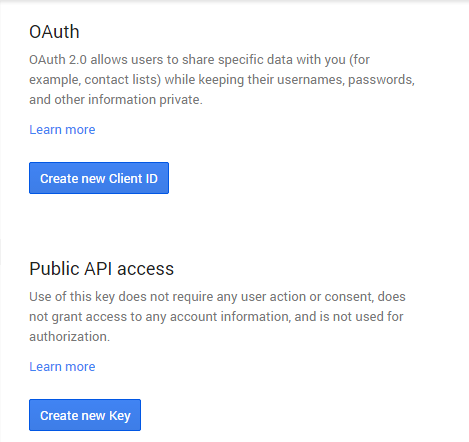 OAuth
OAuth 2.0 allows users to share specific data with you (for
example, contact lists) while keeping their usernames, passwords,
and other information private.
Learn more
Create new Client ID
Public API access
Use of this key does not require any user action or consent, does
not grant access to any account information, and is not used for
authorization.
Learn more
Create new Key